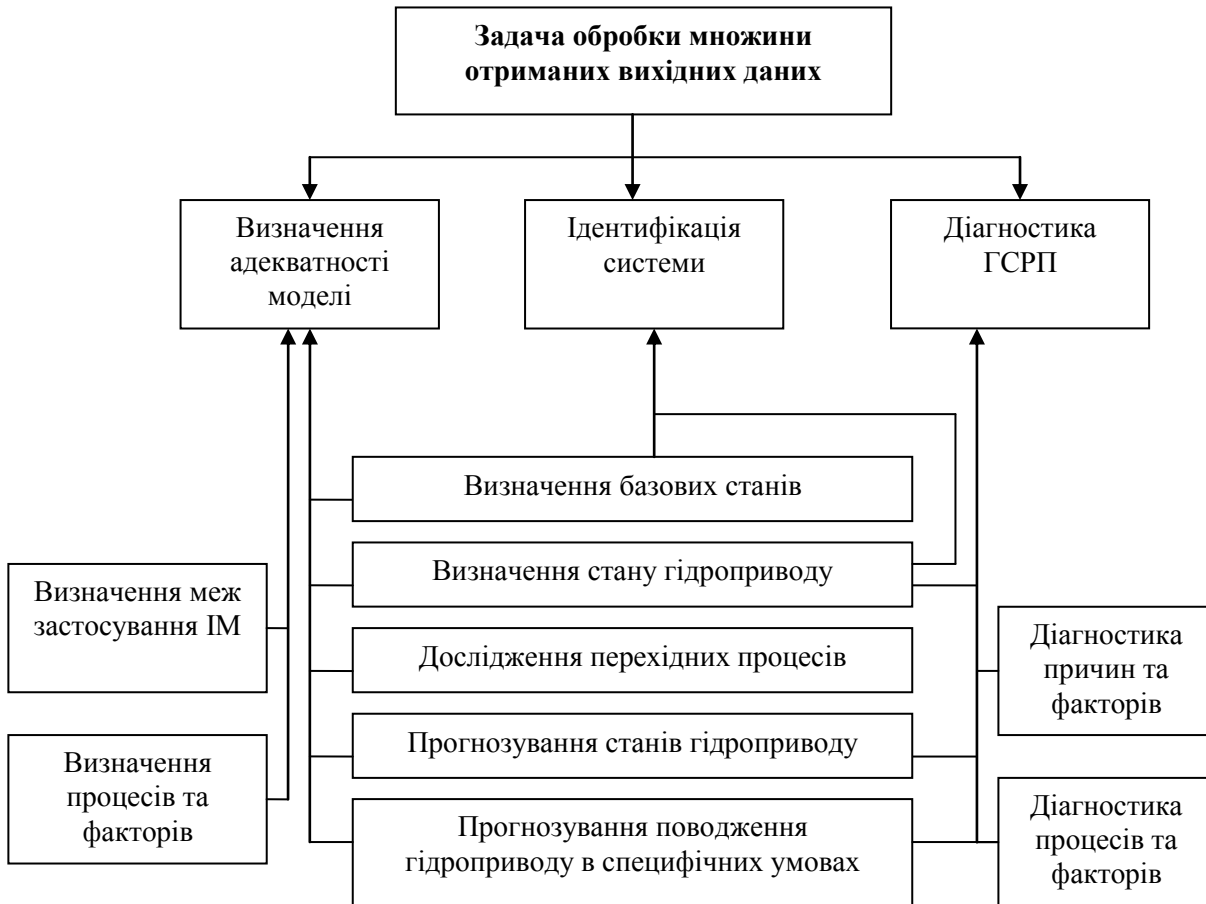 Задача обробки множини
отриманих вихідних даних
Визначення
адекватності
моделі
Ідентифікація
системи
Діагностика
ГСРП
Визначення базових станів
Визначення стану гідроприводу
Визначення меж
застосування ІМ
Дослідження перехідних процесів
Діагностика
причин та
факторів
Прогнозування станів гідроприводу
Визначення
процесів та
факторів
Прогнозування поводження
гідроприводу в специфічних умовах
Діагностика
процесів та
факторів